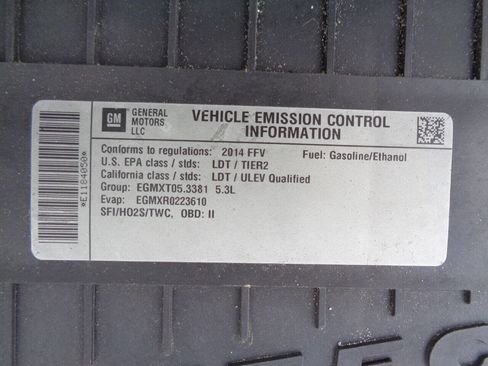 GM
GENERAL
MOTORS
LLC
VEHICLE EMISSION CONTROL
INFORMATION
Conforms to regulations: 2014 FFV Fuel: Gasoline/Ethanol
U.S. EPA class / stds: LDT / TIER2
California class / stds: LDT / ULEV Qualified
Group: EGMXT05.3381 5.3L
Evap: EGMXR0223610
SFI/HO2S/TWC, OBD: II
*E1184050*